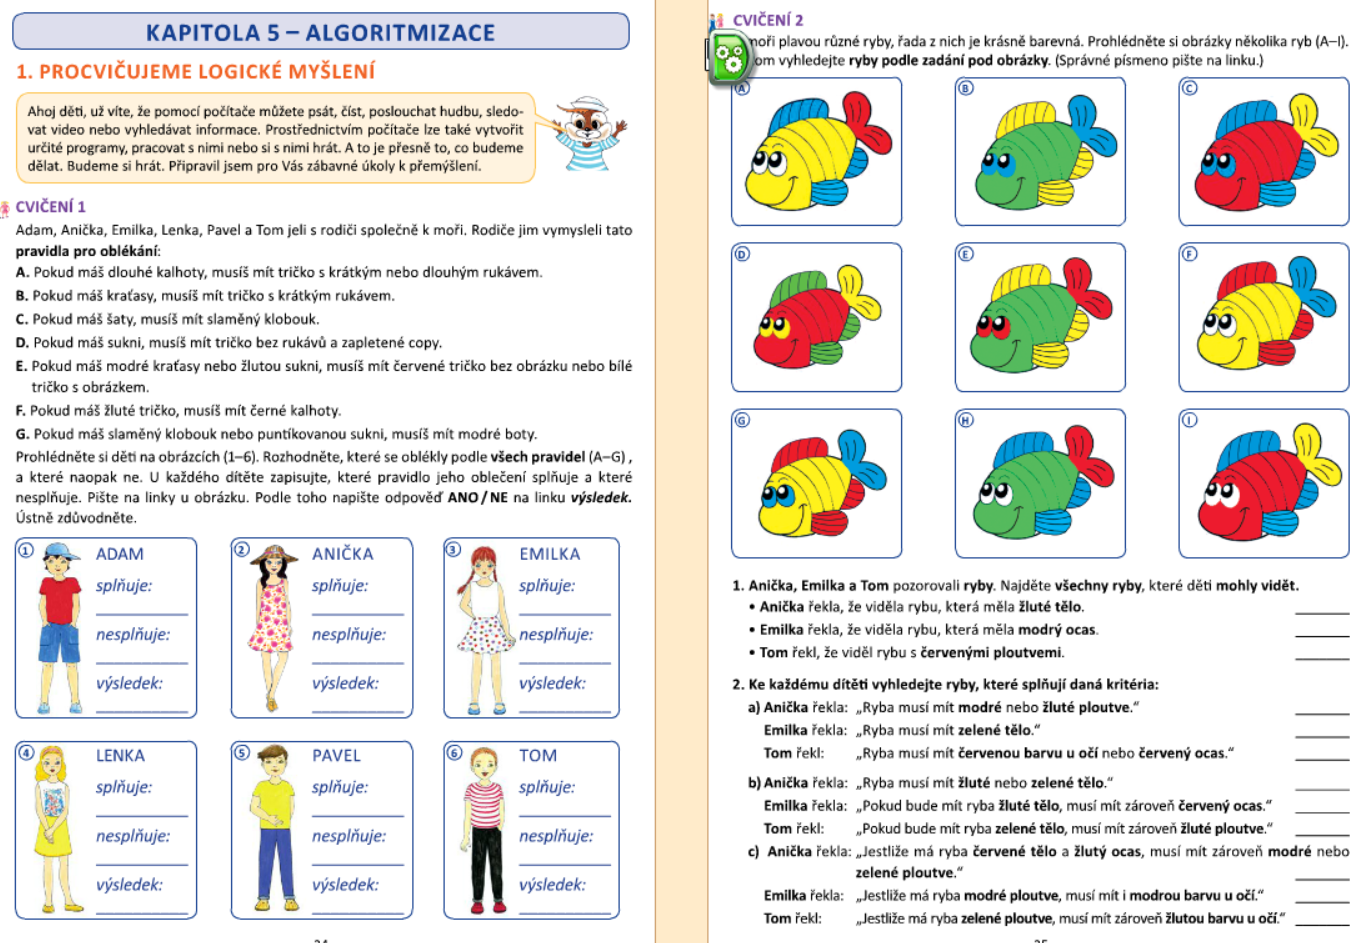 KAPITOLA 5 – ALGORITMIZACE
1. PROCVIČUJEME LOGICKÉ MYŠLENÍ
Ahoj děti, už víte, že pomocí počítače můžete psát, číst, poslouchat hudbu, sledo-
vat video nebo vyhledávat informace. Prostřednictvím počítače lze také vytvořit
určité programy, pracovat s nimi nebo si s nimi hrát. A to je přesně to, co budeme
dělat. Budeme si hrát. Připravil jsem pro Vás zábavné úkoly k přemýšlení.
CVIČENÍ 1
Adam, Anička, Emilka, Lenka, Pavel a Tom jeli s rodiči společně k moři. Rodiče jim vymysleli tato
pravidla pro oblékání:
A. Pokud máš dlouhé kalhoty, musíš mít tričko s krátkým nebo dlouhým rukávem.
B. Pokud máš kraťasy, musíš mít tričko s krátkým rukávem.
C. Pokud máš šaty, musíš mít slaměný klobouk.
D. Pokud máš sukni, musíš mít tričko bez rukávů a zapletené copy.
E. Pokud máš modré kraťasy nebo žlutou sukni, musíš mít červené tričko bez obrázku nebo bílé
tričko s obrázkem.
F. Pokud máš žluté tričko, musíš mít černé kalhoty.
G. Pokud máš slaměný klobouk nebo puntíkovanou sukni, musíš mít modré boty.
Prohlédněte si děti na obrázcích (1–6). Rozhodněte, které se oblékly podle všech pravidel (A–G) ,
a které naopak ne. U každého dítěte zapisujte, které pravidlo jeho oblečení splňuje a které
nesplňuje. Pište na linky u obrázku. Podle toho napište odpověď ANO / NE na linku výsledek.
Ústně zdůvodněte.
1 ADAM
splňuje:
nesplňuje:
výsledek:
2 ANIČKA
splňuje:
nesplňuje:
výsledek:
3 EMILKA
splňuje:
nesplňuje:
výsledek:
4 LENKA
splňuje:
nesplňuje:
výsledek:
5 PAVEL
splňuje:
nesplňuje:
výsledek:
6 TOM
splňuje:
nesplňuje:
výsledek:
CVIČENÍ 2
moři plavou různé ryby, řada z nich je krásně barevná. Prohlédněte si obrázky několika ryb (A–I).
om vyhledejte ryby podle zadání pod obrázky. (Správné písmeno pište na linku.)
A
B
C
D
E
F
G
H
I
1. Anička, Emilka a Tom pozorovali ryby. Najděte všechny ryby, které děti mohly vidět.
• Anička řekla, že viděla rybu, která měla žluté tělo.
• Emilka řekla, že viděla rybu, která měla modrý ocas.
• Tom řekl, že viděl rybu s červenými ploutvemi.
2. Ke každému dítěti vyhledejte ryby, které splňují daná kritéria:
a) Anička řekla: „Ryba musí mít modré nebo žluté ploutve.“
Emilka řekla: „Ryba musí mít zelené tělo.“
Tom řekl: „Ryba musí mít červenou barvu u očí nebo červený ocas.“
b) Anička řekla: „Ryba musí mít žluté nebo zelené tělo.“
Emilka řekla: „Pokud bude mít ryba žluté tělo, musí mít zároveň červený ocas.“
Tom řekl: „Pokud bude mít ryba zelené tělo, musí mít zároveň žluté ploutve.“
c) Anička řekla: „Jestliže má ryba červené tělo a žlutý ocas, musí mít zároveň modré nebo
zelené ploutve.“
Emilka řekla: „Jestliže má ryba modré ploutve, musí mít i modrou barvu u očí.“
Tom řekl: „Jestliže má ryba zelené ploutve, musí mít zároveň žlutou barvu u očí.“